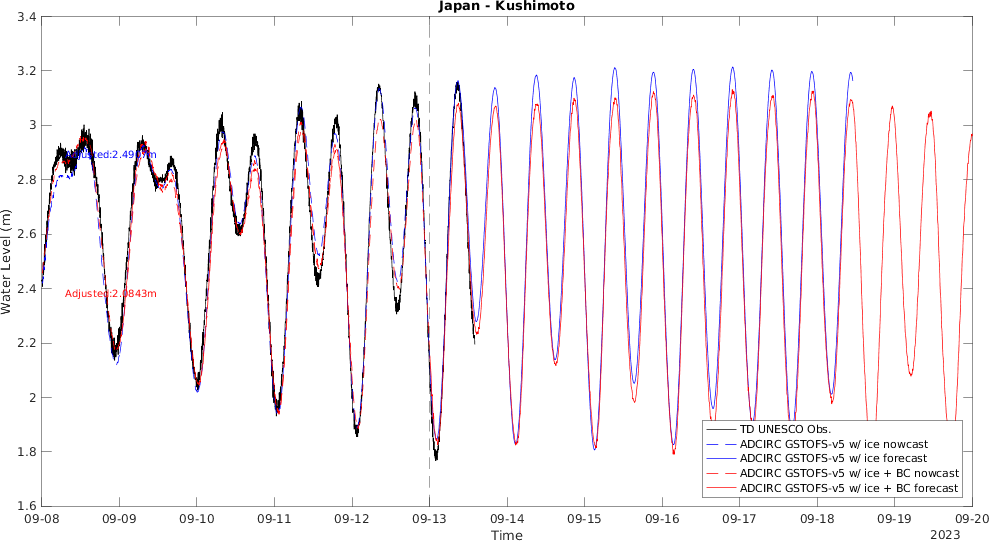 Japan - Kushimoto
Water Level (m)
3.4
3.2
3
2.8
2.6
2.4
2.2
2
1.8
1.6
Adjusted:2.0843m
TD UNESCO Obs.
ADCIRC GSTOFS-v5 w/ ice nowcast
ADCIRC GSTOFS-v5 w/ ice forecast
ADCIRC GSTOFS-v5 w/ ice + BC nowcast
ADCIRC GSTOFS-v5 w/ ice + BC forecast
09-08 09-09 09-10 09-11 09-12 09-13 09-14 09-15 09-16 09-17 09-18 09-19 09-20
Time
2023